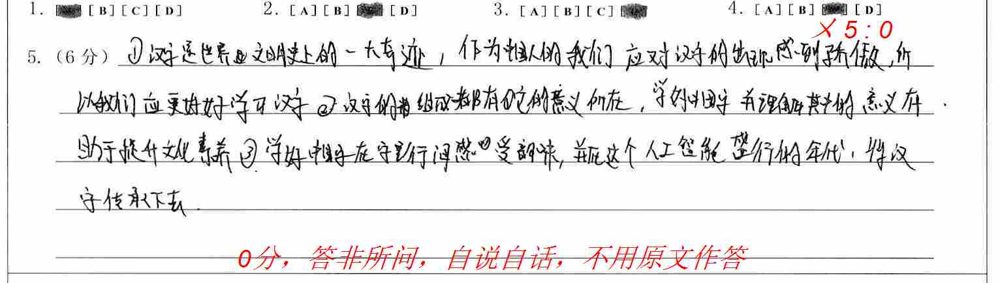 1. [B] [C] [D] 2. [A] [B] [D] 3. [A] [B] [C] 4. [A] [B] [D]
× 5:0
5. (6分) ①汉字是世界文明史上的一大奇迹，作为中国人的我们应对汉字的出现感到骄傲,所
以我们应更好学习汉字 ② 汉字的组成都有它的意义所在，学好中国字并理解其中的意义有
助于提升文化素养 ③ 学好中国字在字里行间感受韵味,并在这个人工智能盛行的年代，将汉
字传承下去.
0分，答非所问，自说自话，不用原文作答